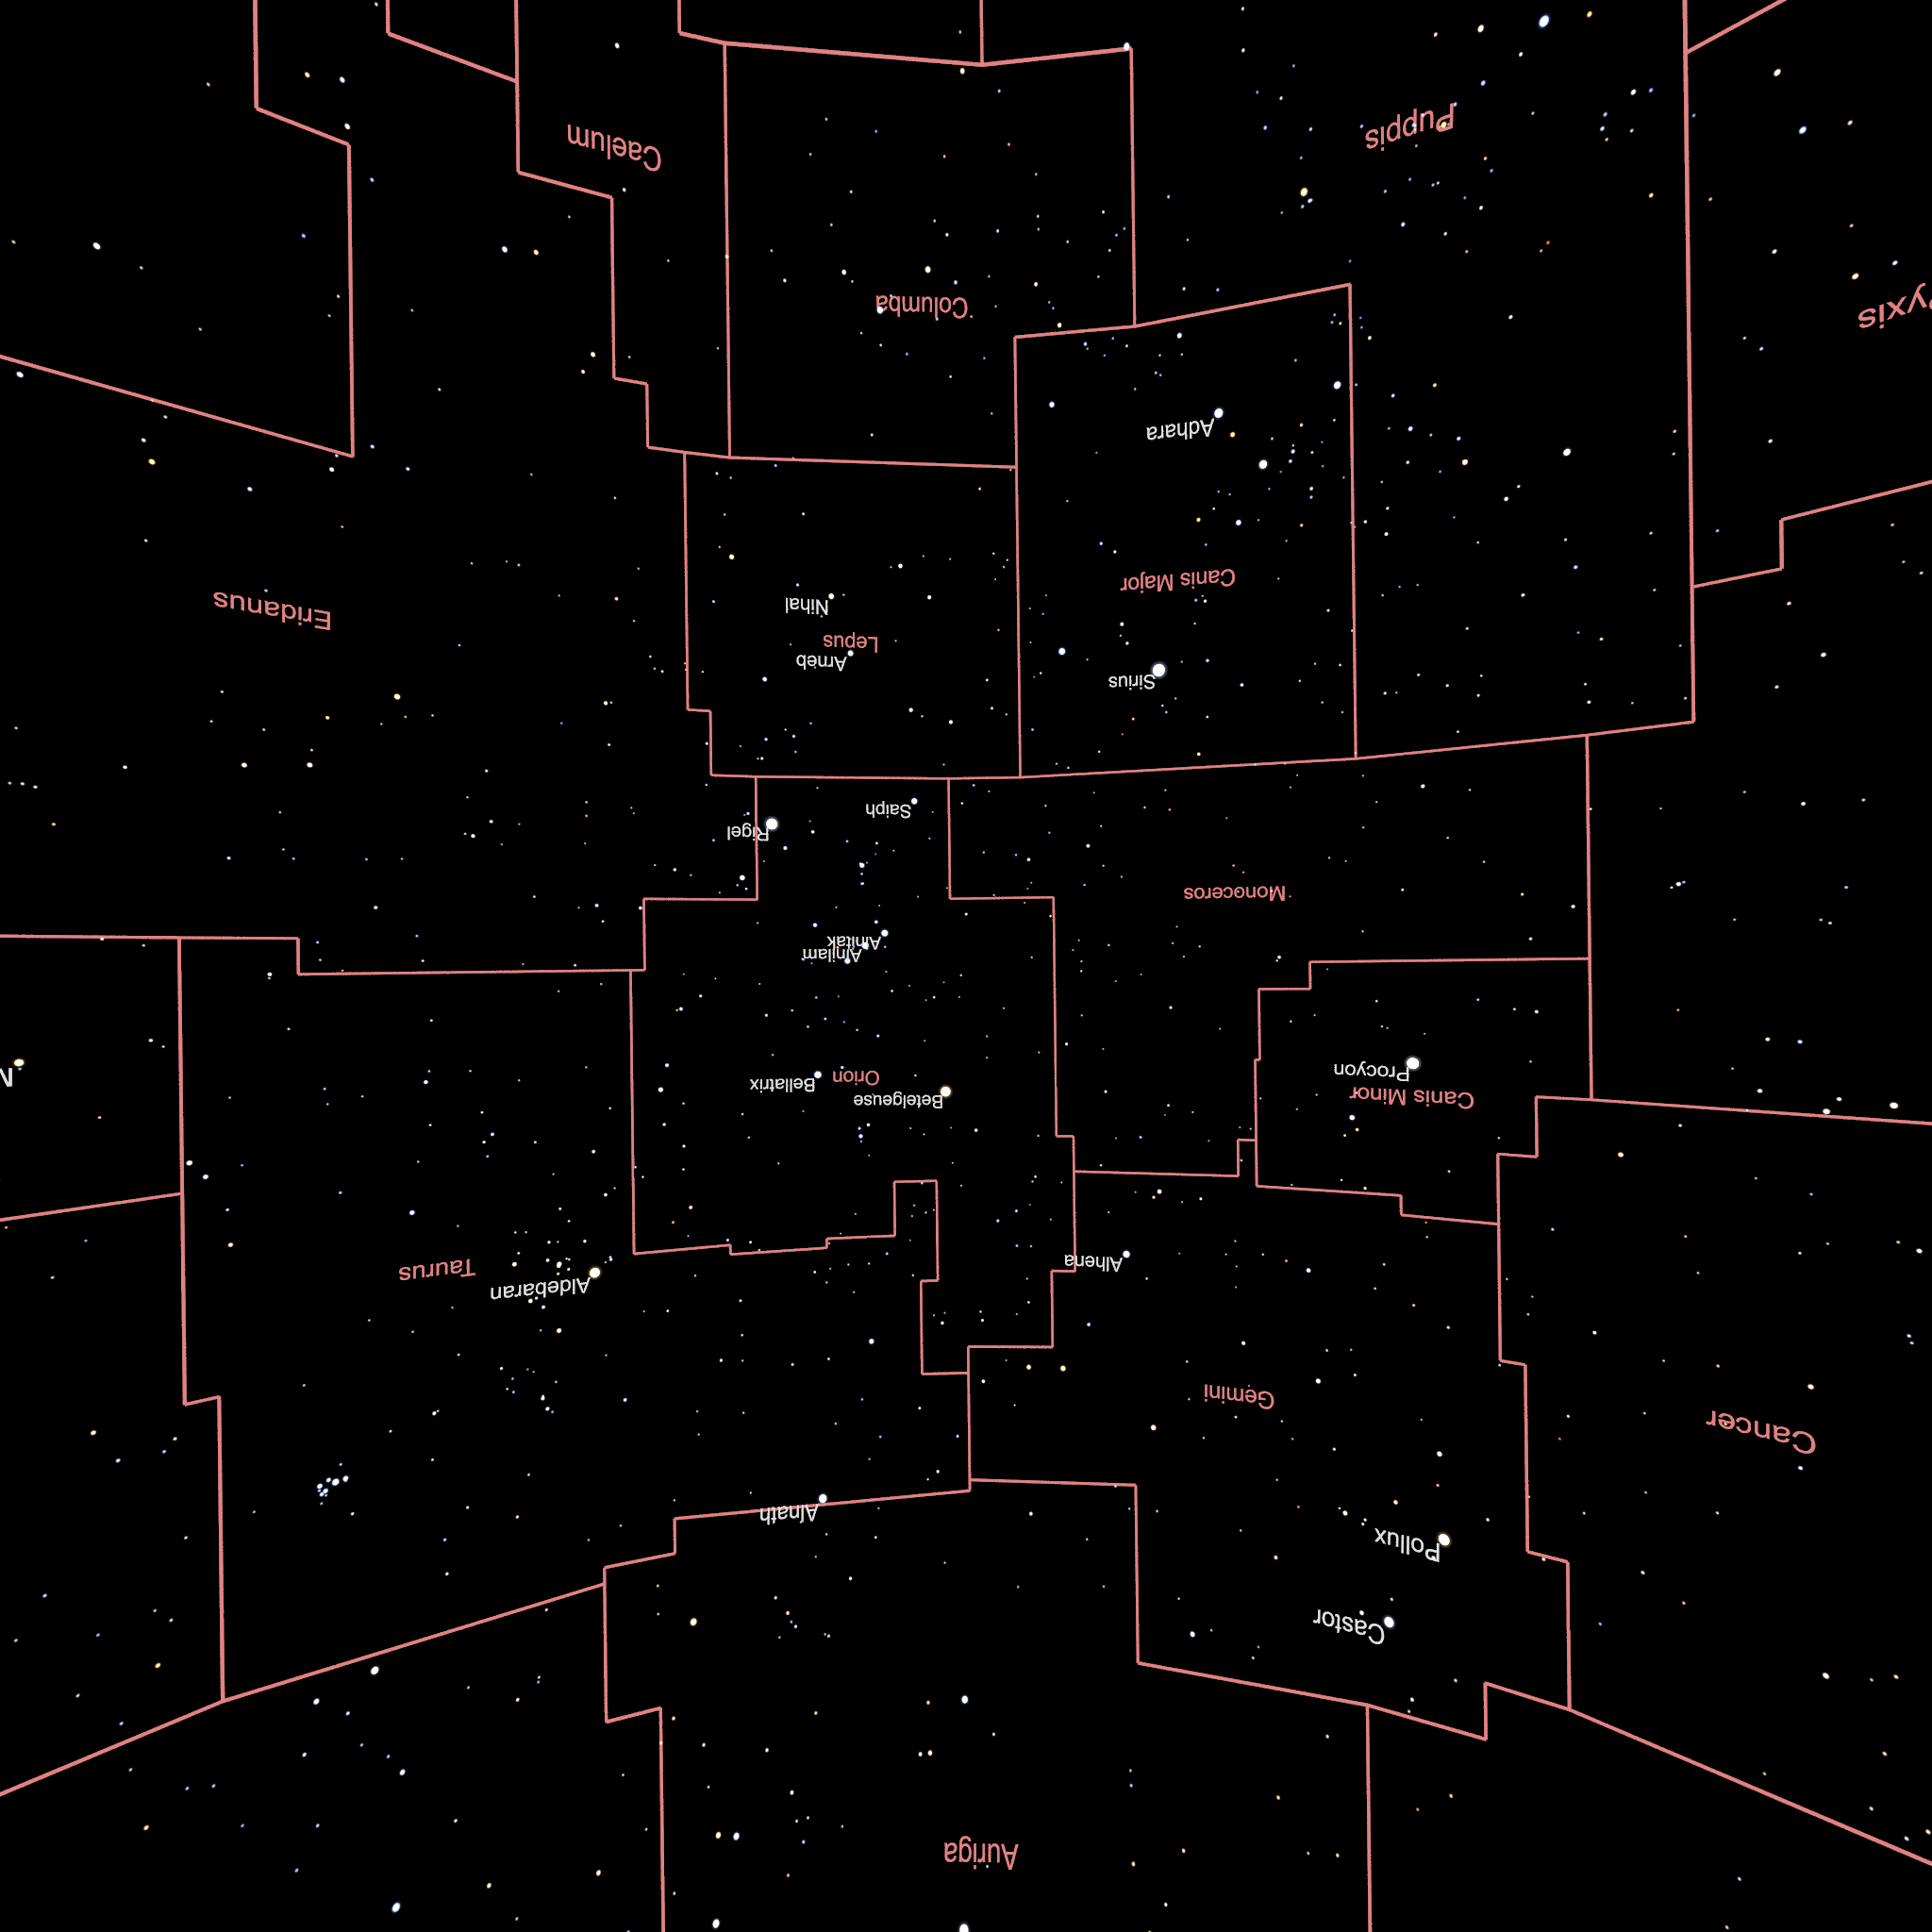 Auriga
Castor
Pollux
Alnath
Cancer
Gemini
Aldebaran
Taurus
Alhena
Canis Minor
Betelgeuse
Bellatrix
Orion
Procyon
N
Alnilam
Alnitak
Monoceros
Rigel
Saiph
Sirius
Arneb
Lepus
Nihal
Eridanus
Canis Major
Adhara
yxis
Columba
Caelum
Puppis